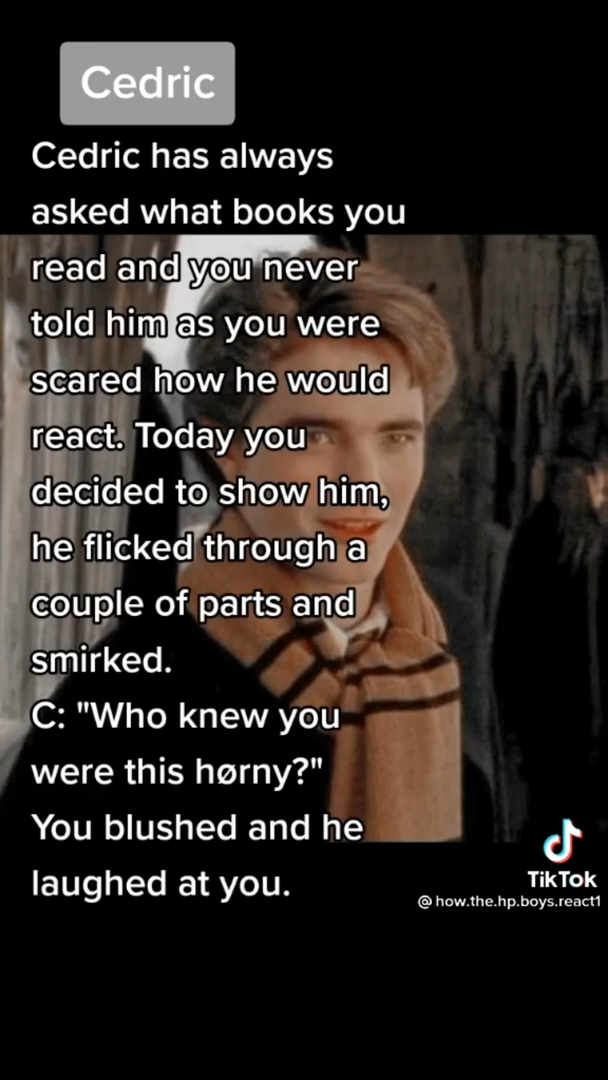 Cedric
Cedric has always
asked what books you
read and you never
told him as you were
scared how he would
react. Today you
decided to show him,
he flicked through a
couple of parts and
smirked.
C: "Who knew you
were this hørny?"
You blushed and he
laughed at you.
TikTok
@how.the.hp.boys.react1